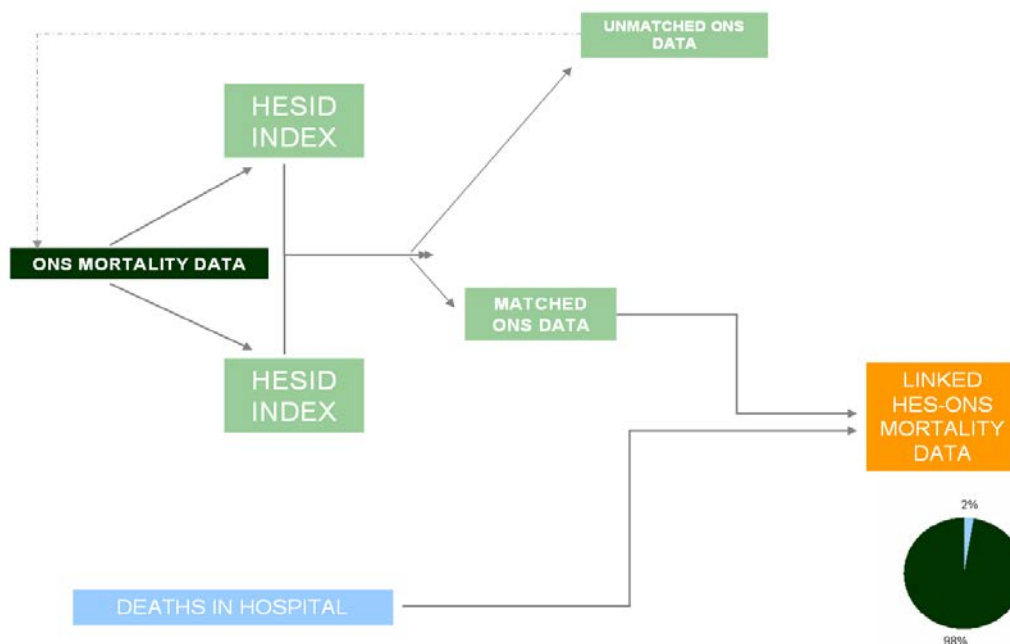 UNMATCHED ONS
DATA
HESID
INDEX
ONS MORTALITY DATA
MATCHED
ONS DATA
HESID
INDEX
LINKED
HES-ONS
MORTALITY
DATA
2%
DEATHS IN HOSPITAL
98%